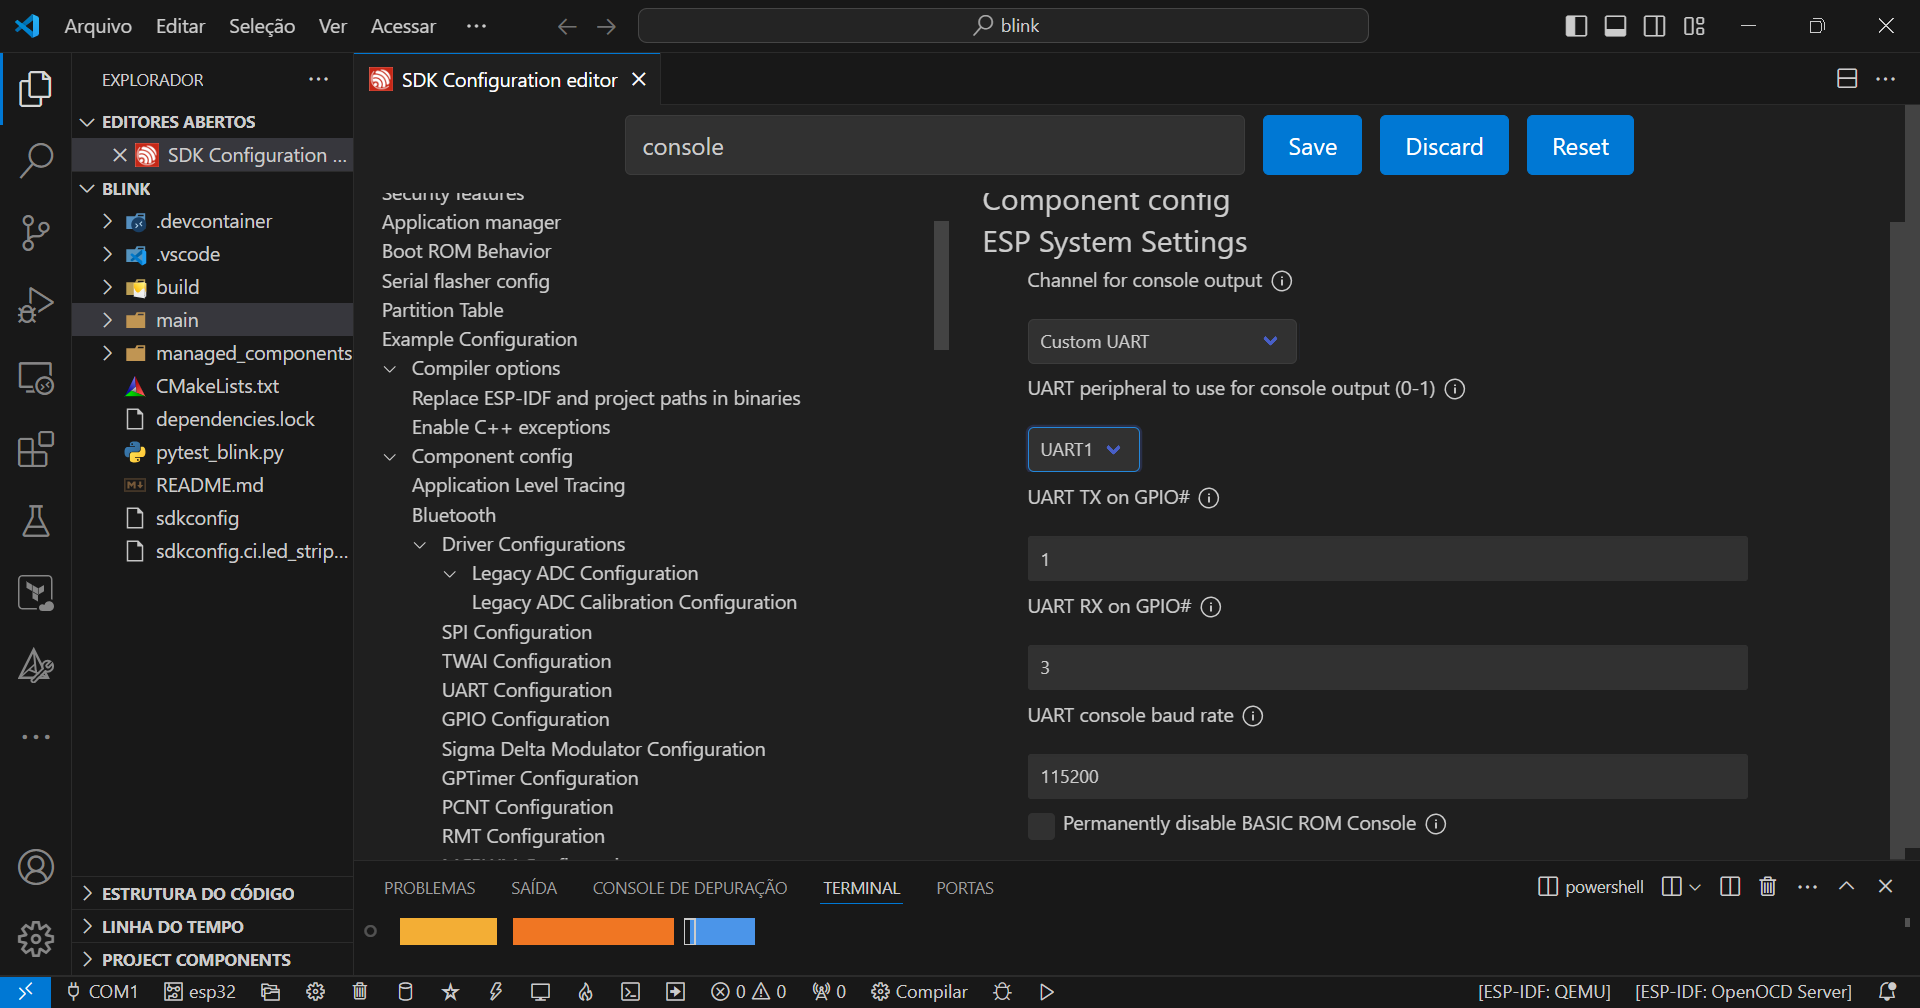 Arquivo Editar Seleção Ver Acessar ··· blink
EXPLORADOR
EDITORES ABERTOS
SDK Configuration ...
BLINK
.devcontainer
.vscode
build
main
managed_components
CMakeLists.txt
dependencies.lock
pytest_blink.py
README.md
sdkconfig
sdkconfig.ci.led_strip...
ESTRUTURA DO CÓDIGO
LINHA DO TEMPO
PROJECT COMPONENTS
SDK Configuration editor
console Save Discard Reset
Security features
Application manager
Boot ROM Behavior
Serial flasher config
Partition Table
Example Configuration
Compiler options
Replace ESP-IDF and project paths in binaries
Enable C++ exceptions
Component config
Application Level Tracing
Bluetooth
Driver Configurations
Legacy ADC Configuration
Legacy ADC Calibration Configuration
SPI Configuration
TWAI Configuration
UART Configuration
GPIO Configuration
Sigma Delta Modulator Configuration
GPTimer Configuration
PCNT Configuration
RMT Configuration
Component config
ESP System Settings
Channel for console output
Custom UART
UART peripheral to use for console output (0-1)
UART1
UART TX on GPIO#
1
UART RX on GPIO#
3
UART console baud rate
115200
Permanently disable BASIC ROM Console
PROBLEMAS SAÍDA CONSOLE DE DEPURAÇÃO TERMINAL PORTAS powershell
COM1 esp32 0 0 0 Compilar [ESP-IDF: QEMU] [ESP-IDF: OpenOCD Server]